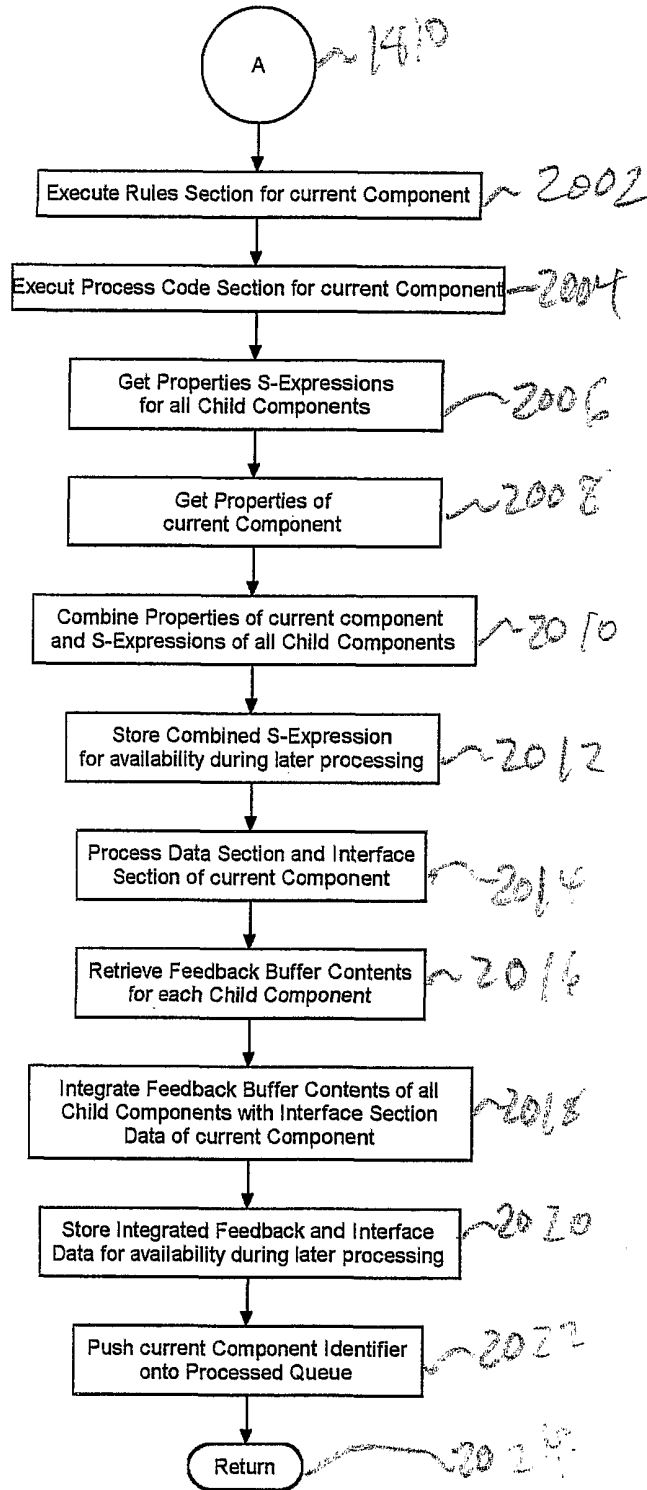 A
1810
Execute Rules Section for current Component
2002
Execut Process Code Section for current Component
2004
Get Properties S-Expressions
for all Child Components
2006
Get Properties of
current Component
2008
Combine Properties of current component
and S-Expressions of all Child Components
2010
Store Combined S-Expression
for availability during later processing
2012
Process Data Section and Interface
Section of current Component
2014
Retrieve Feedback Buffer Contents
for each Child Component
2016
Integrate Feedback Buffer Contents of all
Child Components with Interface Section
Data of current Component
2018
Store Integrated Feedback and Interface
Data for availability during later processing
2020
Push current Component Identifier
onto Processed Queue
2022
Return
2024